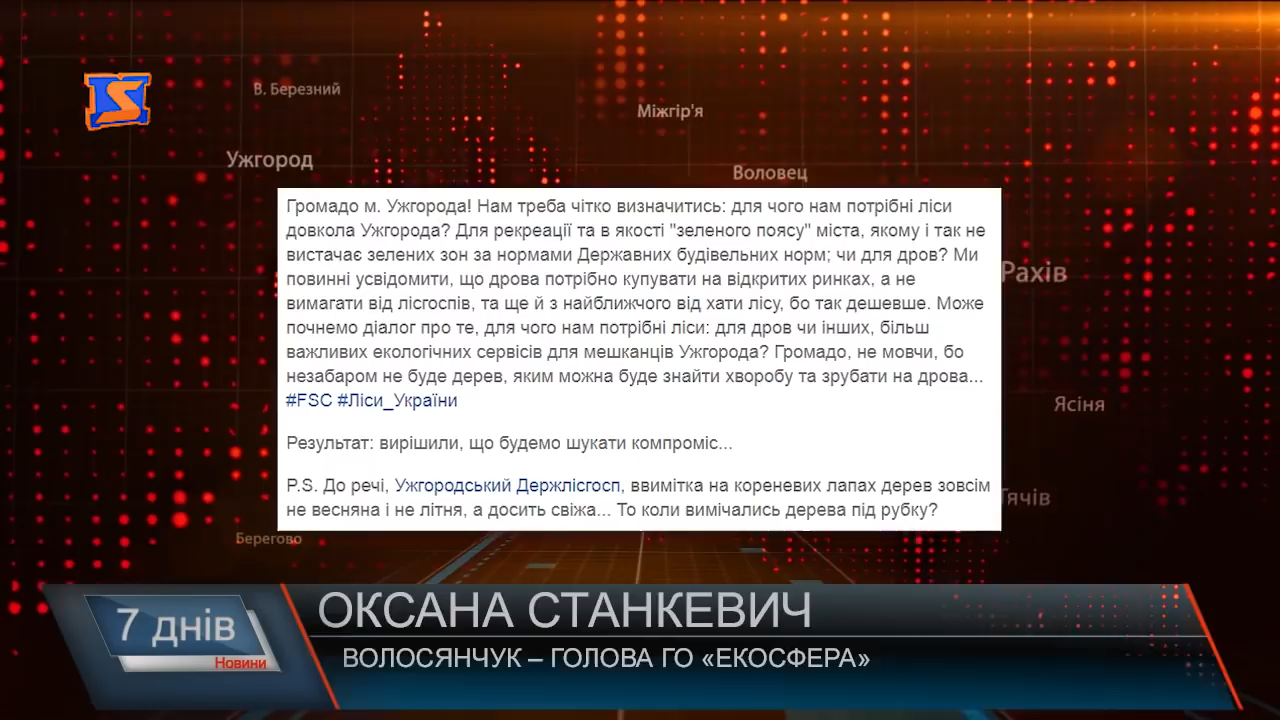 В. Березний
Міжгір'я
Ужгород
Воловец
Громадо м. Ужгорода! Нам треба чітко визначитись: для чого нам потрібні ліси
довкола Ужгорода? Для рекреації та в якості "зеленого поясу" міста, якому і так не
вистачає зелених зон за нормами Державних будівельних норм; чи для дров? Ми
повинні усвідомити, що дрова потрібно купувати на відкритих ринках, а не
вимагати від лісгоспів, та ще й з найближчого від хати лісу, бо так дешевше. Може
почнемо діалог про те, для чого нам потрібні ліси: для дров чи інших, більш
важливих екологічних сервісів для мешканців Ужгорода? Громадо, не мовчи, бо
незабаром не буде дерев, яким можна буде знайти хворобу та зрубати на дрова...
#FSC #Ліси_України
Результат: вирішили, що будемо шукати компроміс...
P.S. До речі, Ужгородський Держлісгосп, ввимітка на кореневих лапах дерев зовсім
не весняна і не літня, а досить свіжа... То коли вимічались дерева під рубку?
Рахів
Ясіня
Тячів
Берегово
7 днів
Новини
ОКСАНА СТАНКЕВИЧ
ВОЛОСЯНЧУК – ГОЛОВА ГО «ЕКОСФЕРА»